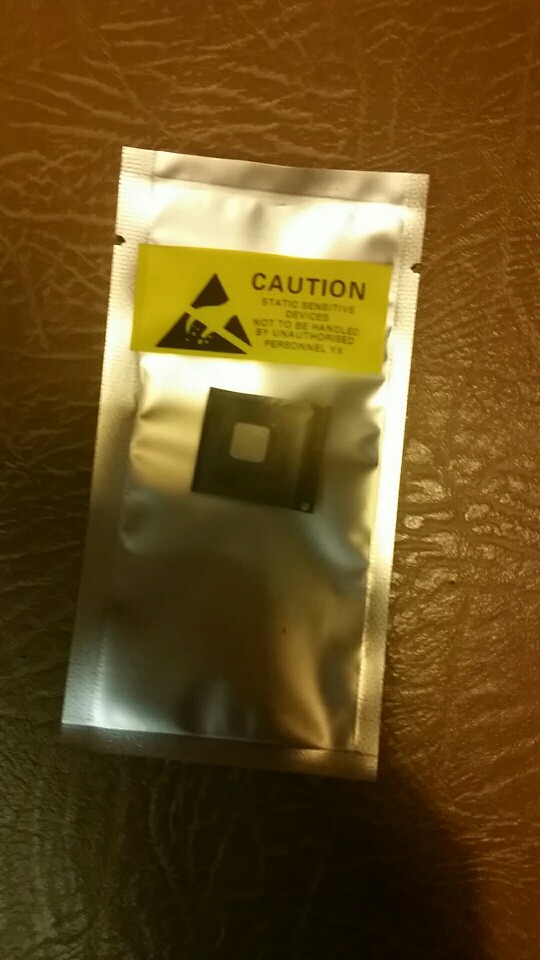 CAUTION
STATIC SENSITIVE
DEVICES
NOT TO BE HANDLED
BY UNAUTHORISED
PERSONNEL YX